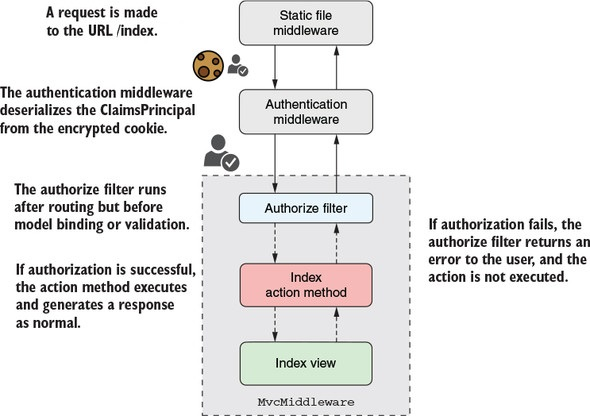 A request is made
to the URL /index.
Static file
middleware
The authentication middleware
deserializes the ClaimsPrincipal
from the encrypted cookie.
Authentication
middleware
The authorize filter runs
after routing but before
model binding or validation.
Authorize filter
If authorization fails, the
authorize filter returns an
error to the user, and the
action is not executed.
If authorization is successful,
the action method executes
and generates a response
as normal.
Index
action method
Index view
MvcMiddleware